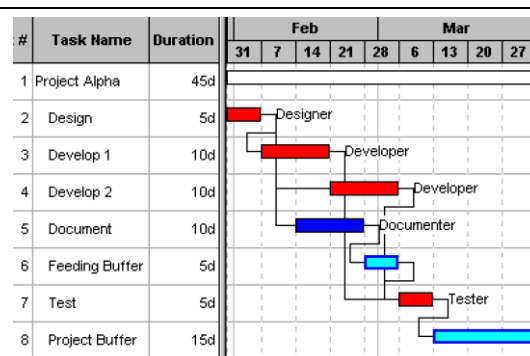 Feb Mar
: # Task Name Duration 31 7 14 21 28 6 13 20 27
1 Project Alpha 45d
2 Design 5d Designer
3 Develop 1 10d Developer
4 Develop 2 10d Developer
5 Document 10d Documenter
6 Feeding Buffer 5d
7 Test 5d Tester
8 Project Buffer 15d